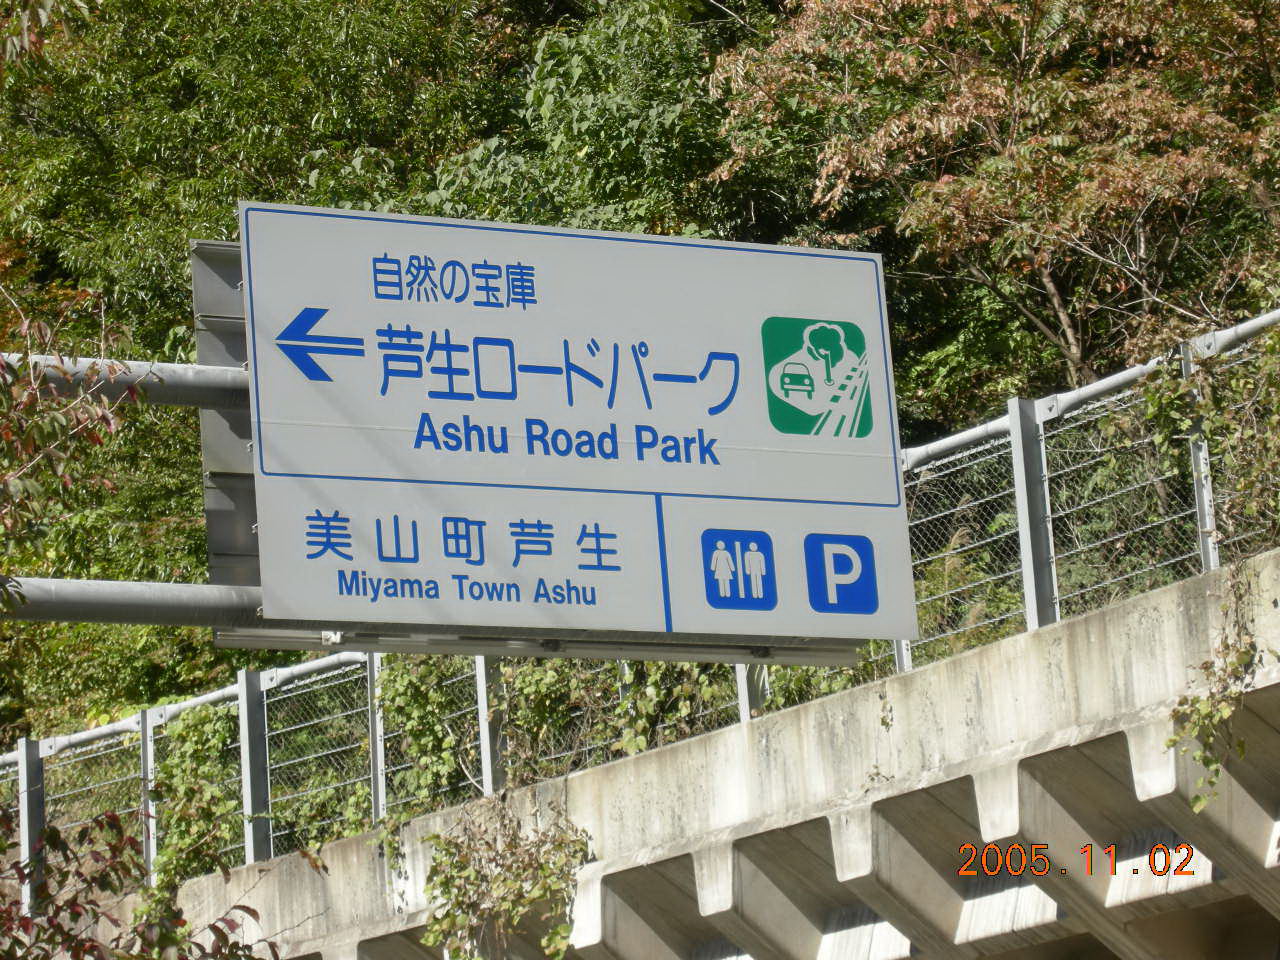 自然の宝庫
芦生ロードパーク
Ashu Road Park
美山町芦生
Miyama Town Ashu
P
2005.11.02